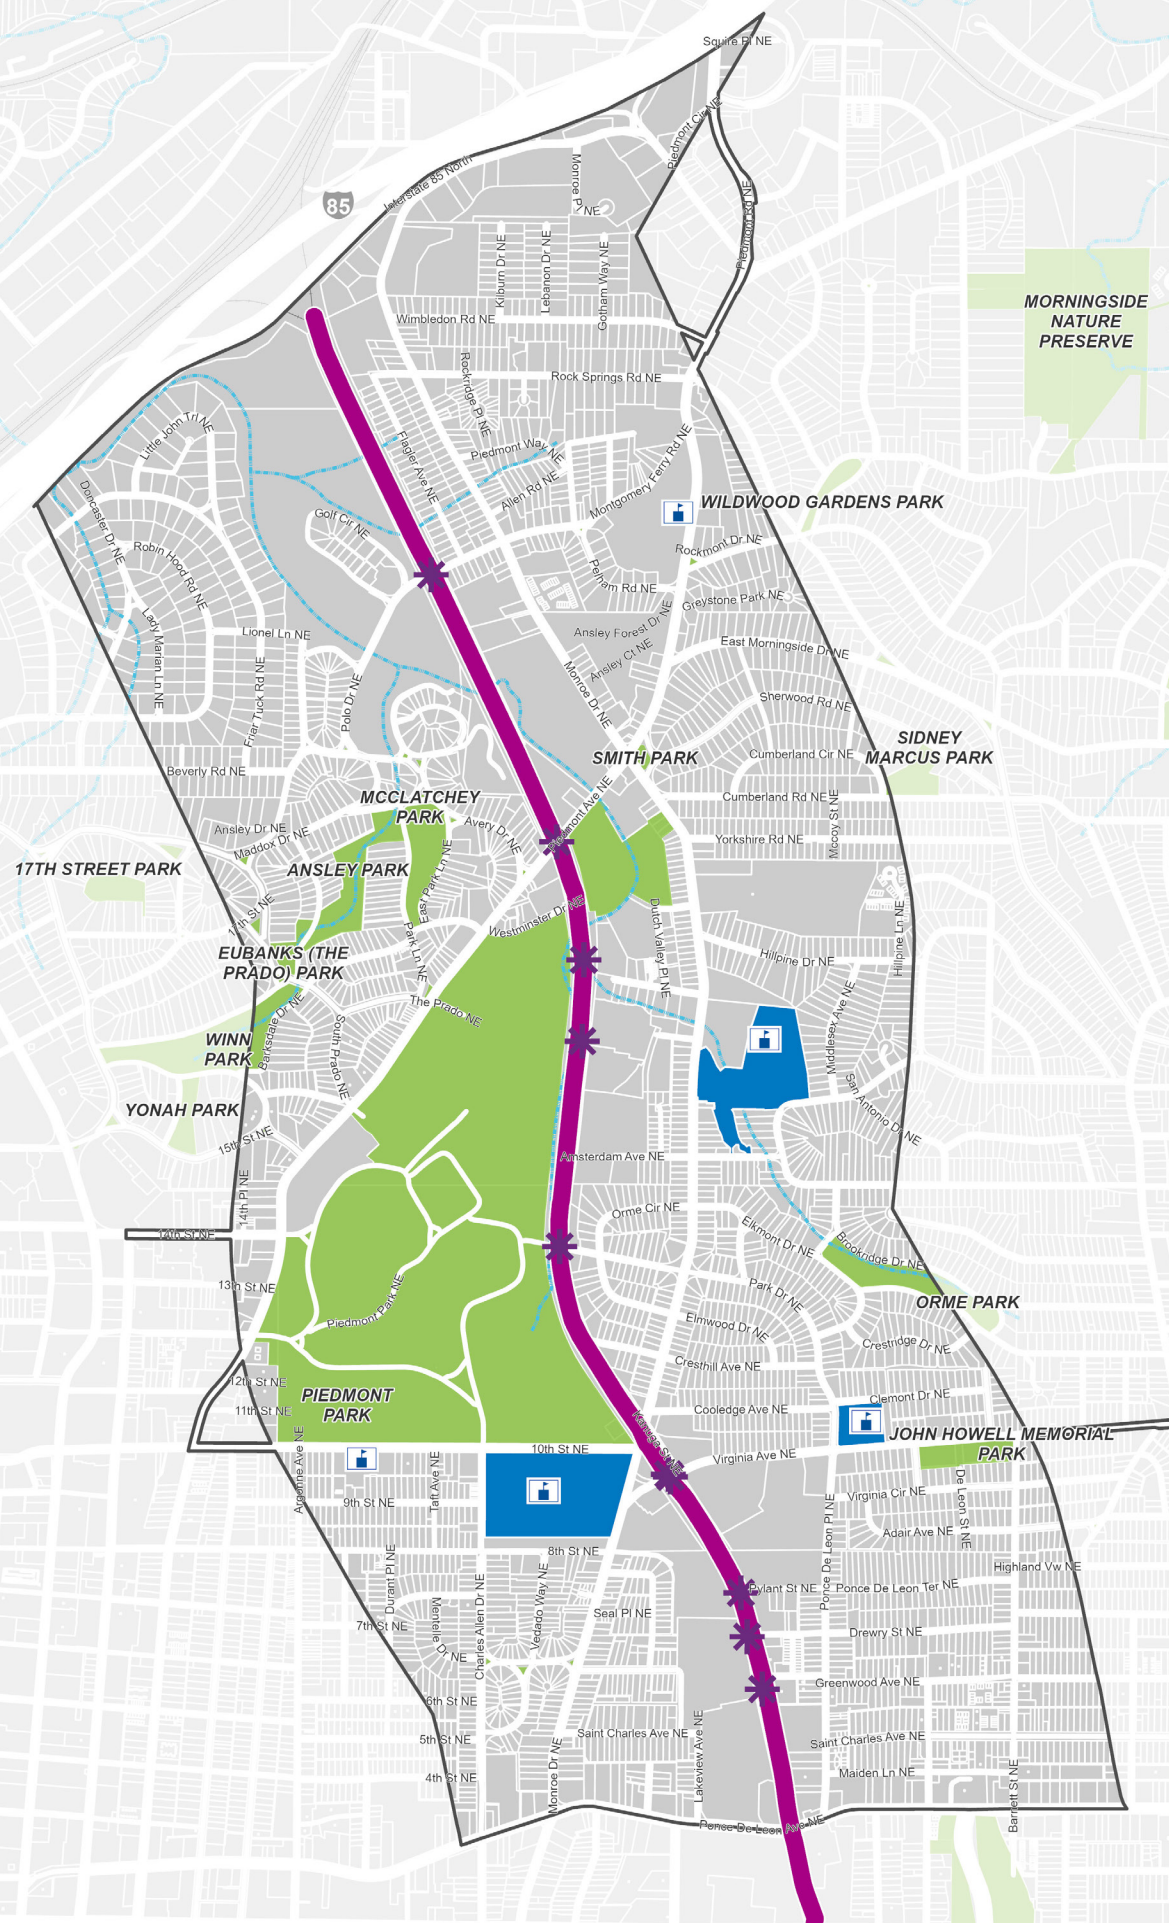 Squire Pl NE
Piedmont Cir NE
Interstate 85 North
Monroe Pl NE
85
Piedmont Rd NE
Kilburn Dr NE
Lebanon Dr NE
Gotham Way NE
MORNINGSIDE
NATURE
PRESERVE
Wimbledon Rd NE
Rockridge Pl NE
Rock Springs Rd NE
Little John Trl NE
Flagler Ave NE
Piedmont Way NE
Montgomery Ferry Rd NE
Allen Rd NE
WILDWOOD GARDENS PARK
Doncaster Dr NE
Golf Cir NE
Robin Hood Rd NE
Rockmont Dr NE
Pelham Rd NE
Greystone Park NE
Lady Marian Ln NE
Lionel Ln NE
Ansley Forest Dr NE
Ansley Ct NE
East Morningside Dr NE
Friar Tuck Rd NE
Polo Dr NE
Monroe Dr NE
Sherwood Rd NE
SIDNEY
MARCUS PARK
SMITH PARK
Cumberland Cir NE
Beverly Rd NE
MCCLATCHEY
PARK
Piedmont Ave NE
Cumberland Rd NE
Mccoy St NE
Ansley Dr NE
Maddox Dr NE
Avery Dr NE
Yorkshire Rd NE
17TH STREET PARK
ANSLEY PARK
East Park Ln NE
17th St NE
Westminster Dr NE
Dutch Valley Pl NE
Hillpine Ln NE
EUBANKS (THE
PRADO) PARK
Park Ln NE
Hillpine Dr NE
Barksdale Dr NE
The Prado NE
Middlesex Ave NE
WINN
PARK
South Prado NE
YONAH PARK
San Antonio Dr NE
15th St NE
Amsterdam Ave NE
14th Pl NE
Orme Cir NE
14th St NE
Elkmont Dr NE
Brookridge Dr NE
13th St NE
Piedmont Park NE
Park Dr NE
ORME PARK
Elmwood Dr NE
Crestridge Dr NE
12th St NE
Cresthill Ave NE
PIEDMONT
PARK
Clemont Dr NE
11th St NE
Cooledge Ave NE
Kanuga St NE
JOHN HOWELL MEMORIAL
PARK
10th St NE
Virginia Ave NE
Argonne Ave NE
Taft Ave NE
9th St NE
Virginia Cir NE
De Leon St NE
Adair Ave NE
Ponce De Leon Pl NE
8th St NE
Highland Vw NE
Durant Pl NE
Vedado Way NE
Pylant St NE
Ponce De Leon Ter NE
Charles Allen Dr NE
Seal Pl NE
7th St NE
Mentelle Dr NE
Drewry St NE
Greenwood Ave NE
6th St NE
Saint Charles Ave NE
5th St NE
Saint Charles Ave NE
Lakeview Ave NE
Monroe Dr NE
4th St NE
Maiden Ln NE
Barnett St NE
Ponce De Leon Ave NE